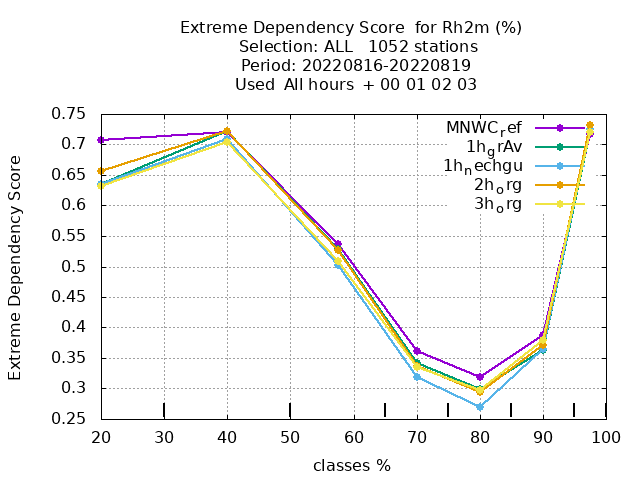 Extreme Dependency Score  for Rh2m (%)
Selection: ALL   1052 stations
Period: 20220816-20220819
Used  All hours  + 00 01 02 03
Extreme Dependency Score
0.75
0.7
0.65
0.6
0.55
0.5
0.45
0.4
0.35
0.3
0.25
MNWC_ref
1h_grAv
1h_nechgu
2h_org
3h_org
20 30 40 50 60 70 80 90 100
classes %